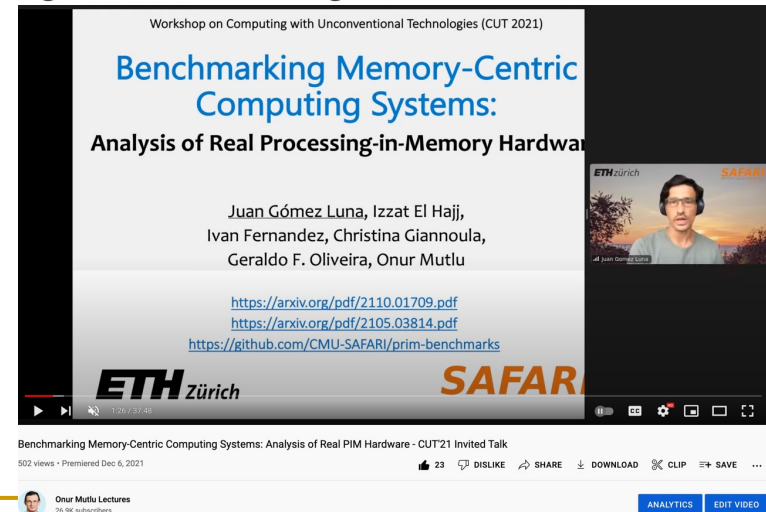 Workshop on Computing with Unconventional Technologies (CUT 2021)
Benchmarking Memory-Centric
Computing Systems:
Analysis of Real Processing-in-Memory Hardwar
Juan Gómez Luna, Izzat El Hajj,
Ivan Fernandez, Christina Giannoula,
Geraldo F. Oliveira, Onur Mutlu
https://arxiv.org/pdf/2110.01709.pdf
https://arxiv.org/pdf/2105.03814.pdf
https://github.com/CMU-SAFARI/prim-benchmarks
ETH Zürich
SAFARI
ETH zürich
SAFARI
Juan Gomez Luna
1:26 / 37:48
CC
HD
Benchmarking Memory-Centric Computing Systems: Analysis of Real PIM Hardware - CUT'21 Invited Talk
502 views • Premiered Dec 6, 2021
23 DISLIKE SHARE DOWNLOAD CLIP SAVE ...
Onur Mutlu Lectures
26.9K subscribers
ANALYTICS
EDIT VIDEO